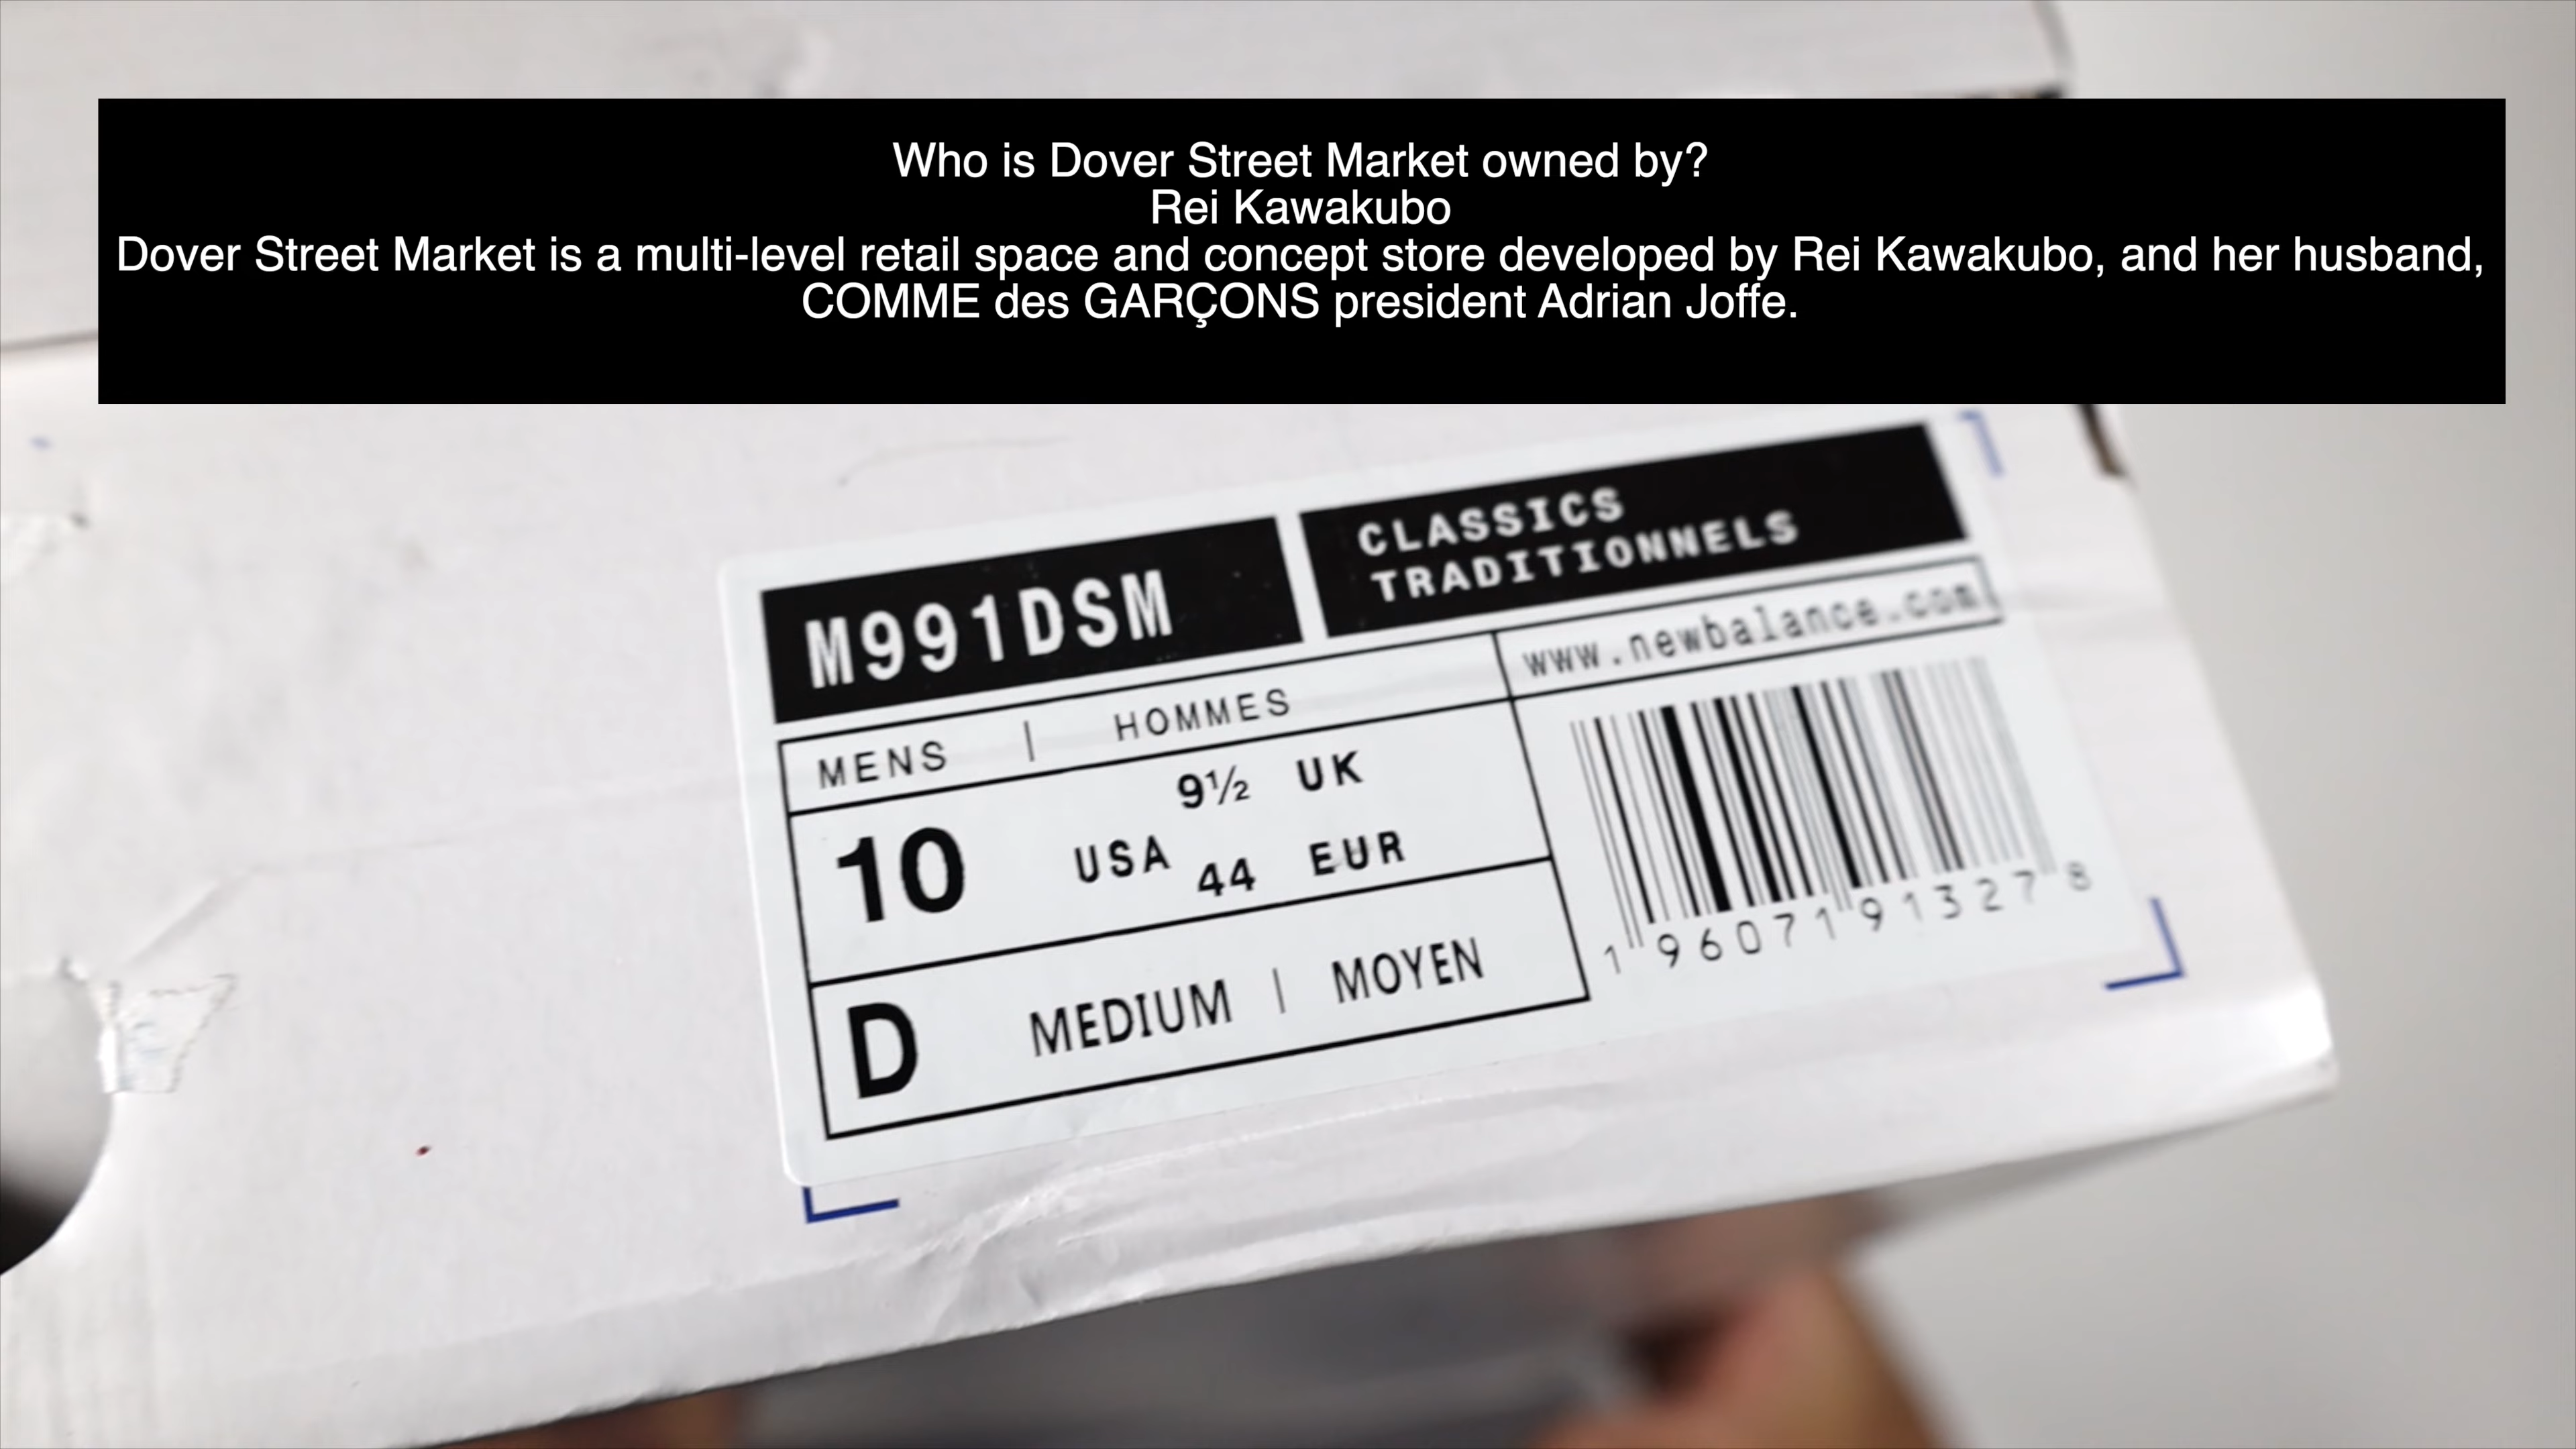 Who is Dover Street Market owned by?
Rei Kawakubo
Dover Street Market is a multi-level retail space and concept store developed by Rei Kawakubo, and her husband,
COMME des GARÇONS president Adrian Joffe.
M991DSM
CLASSICS
TRADITIONNELS
www.newbalance.com
MENS | HOMMES
10 USA
9½ UK
44 EUR
D MEDIUM | MOYEN
1 96071 91327 8